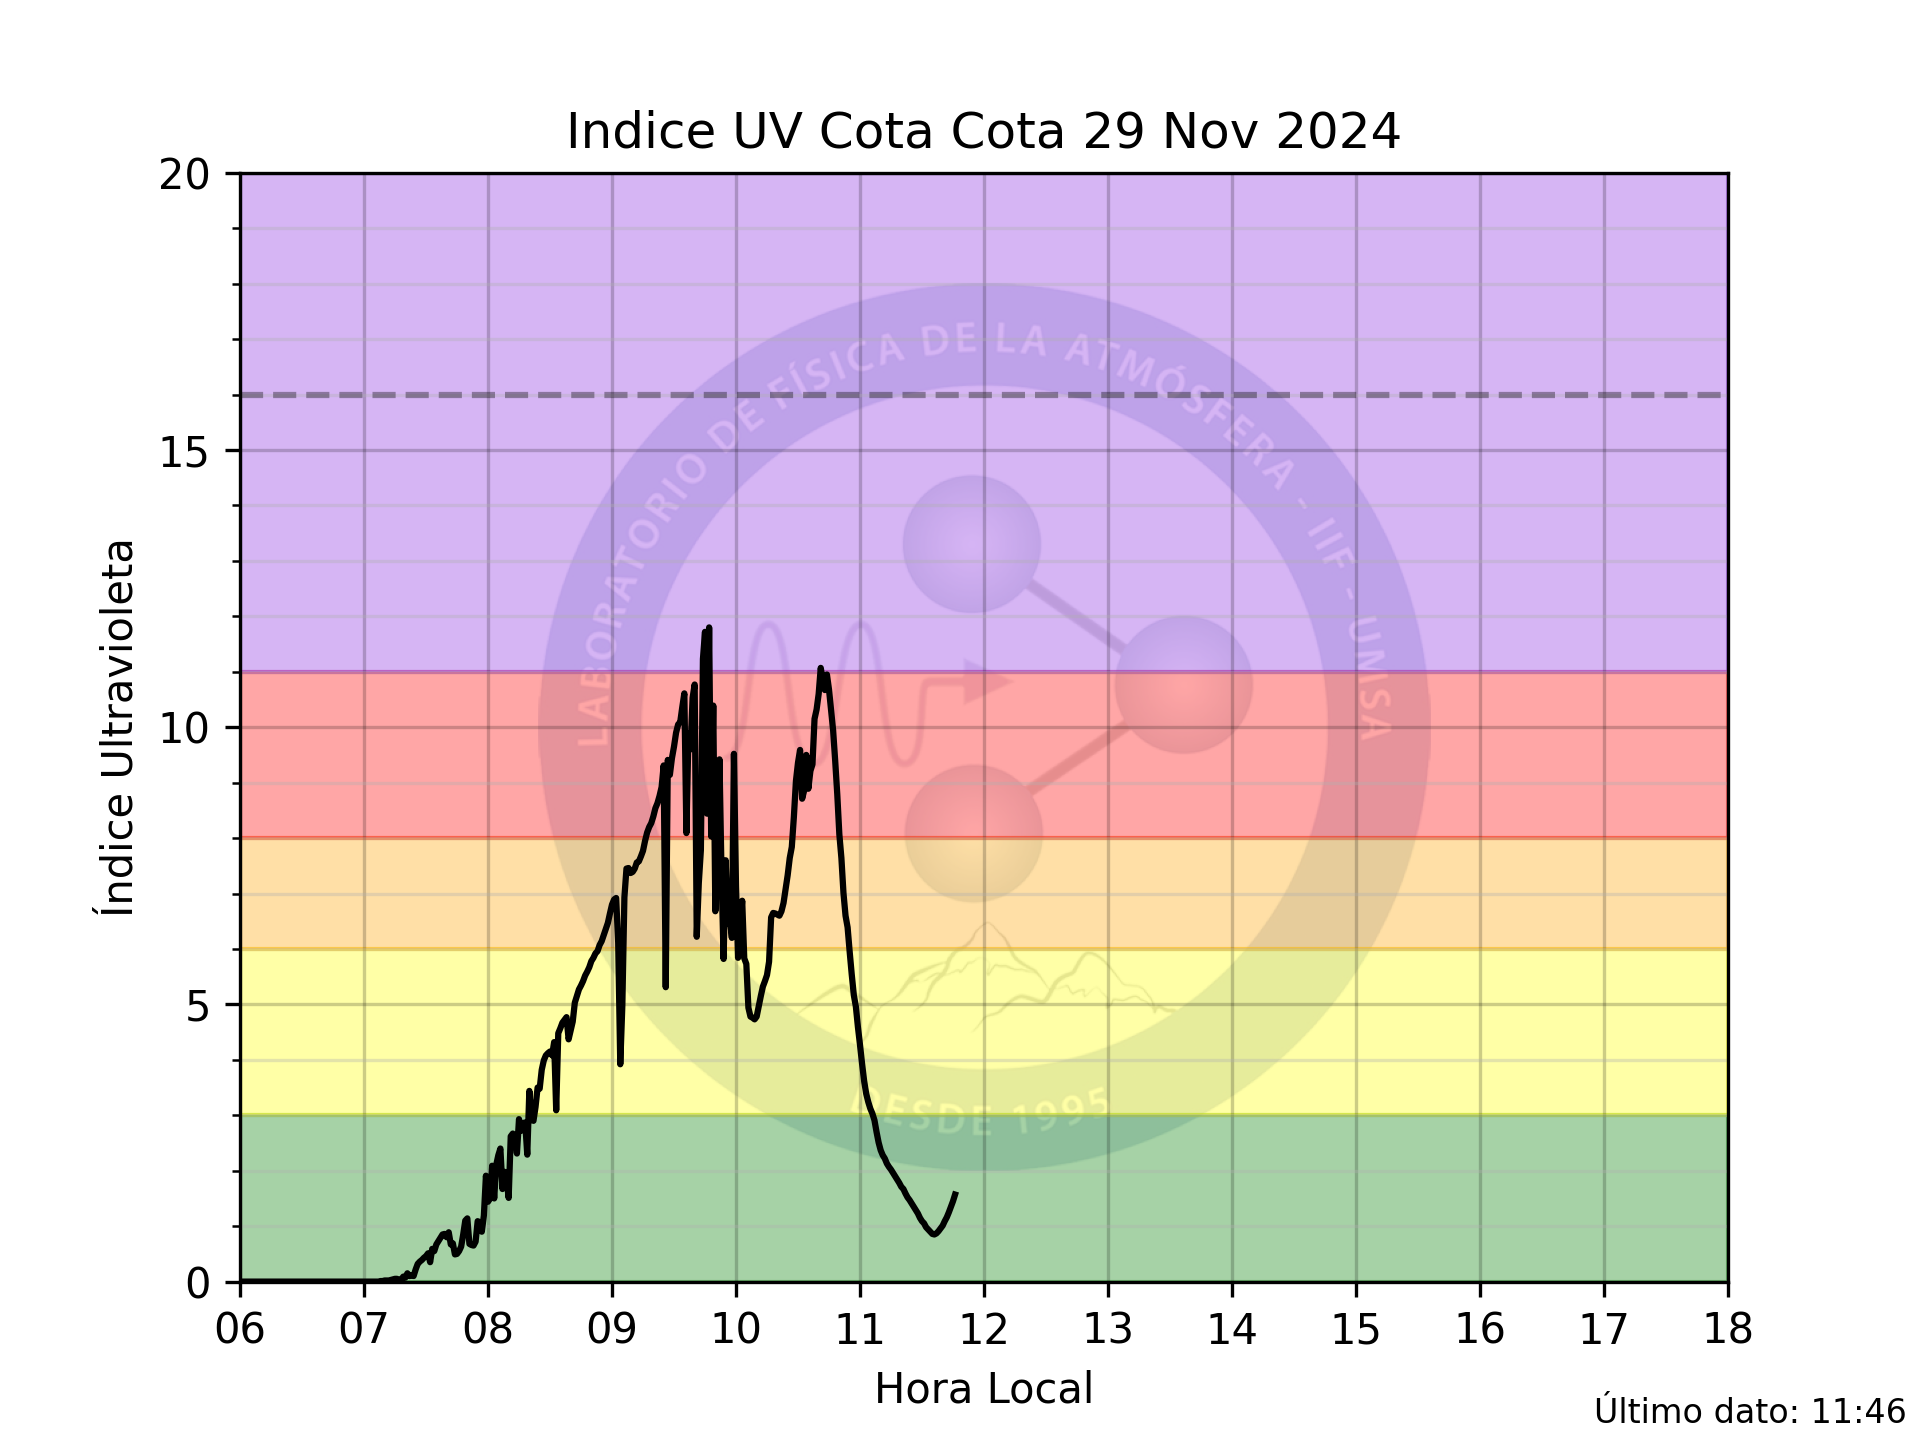 Indice UV Cota Cota 29 Nov 2024
20
15
10
5
0
Índice Ultravioleta
LABORATORIO DE FÍSICA DE LA ATMÓSFERA - IIF - UMSA
DESDE 1995
06 07 08 09 10 11 12 13 14 15 16 17 18
Hora Local
Último dato: 11:46